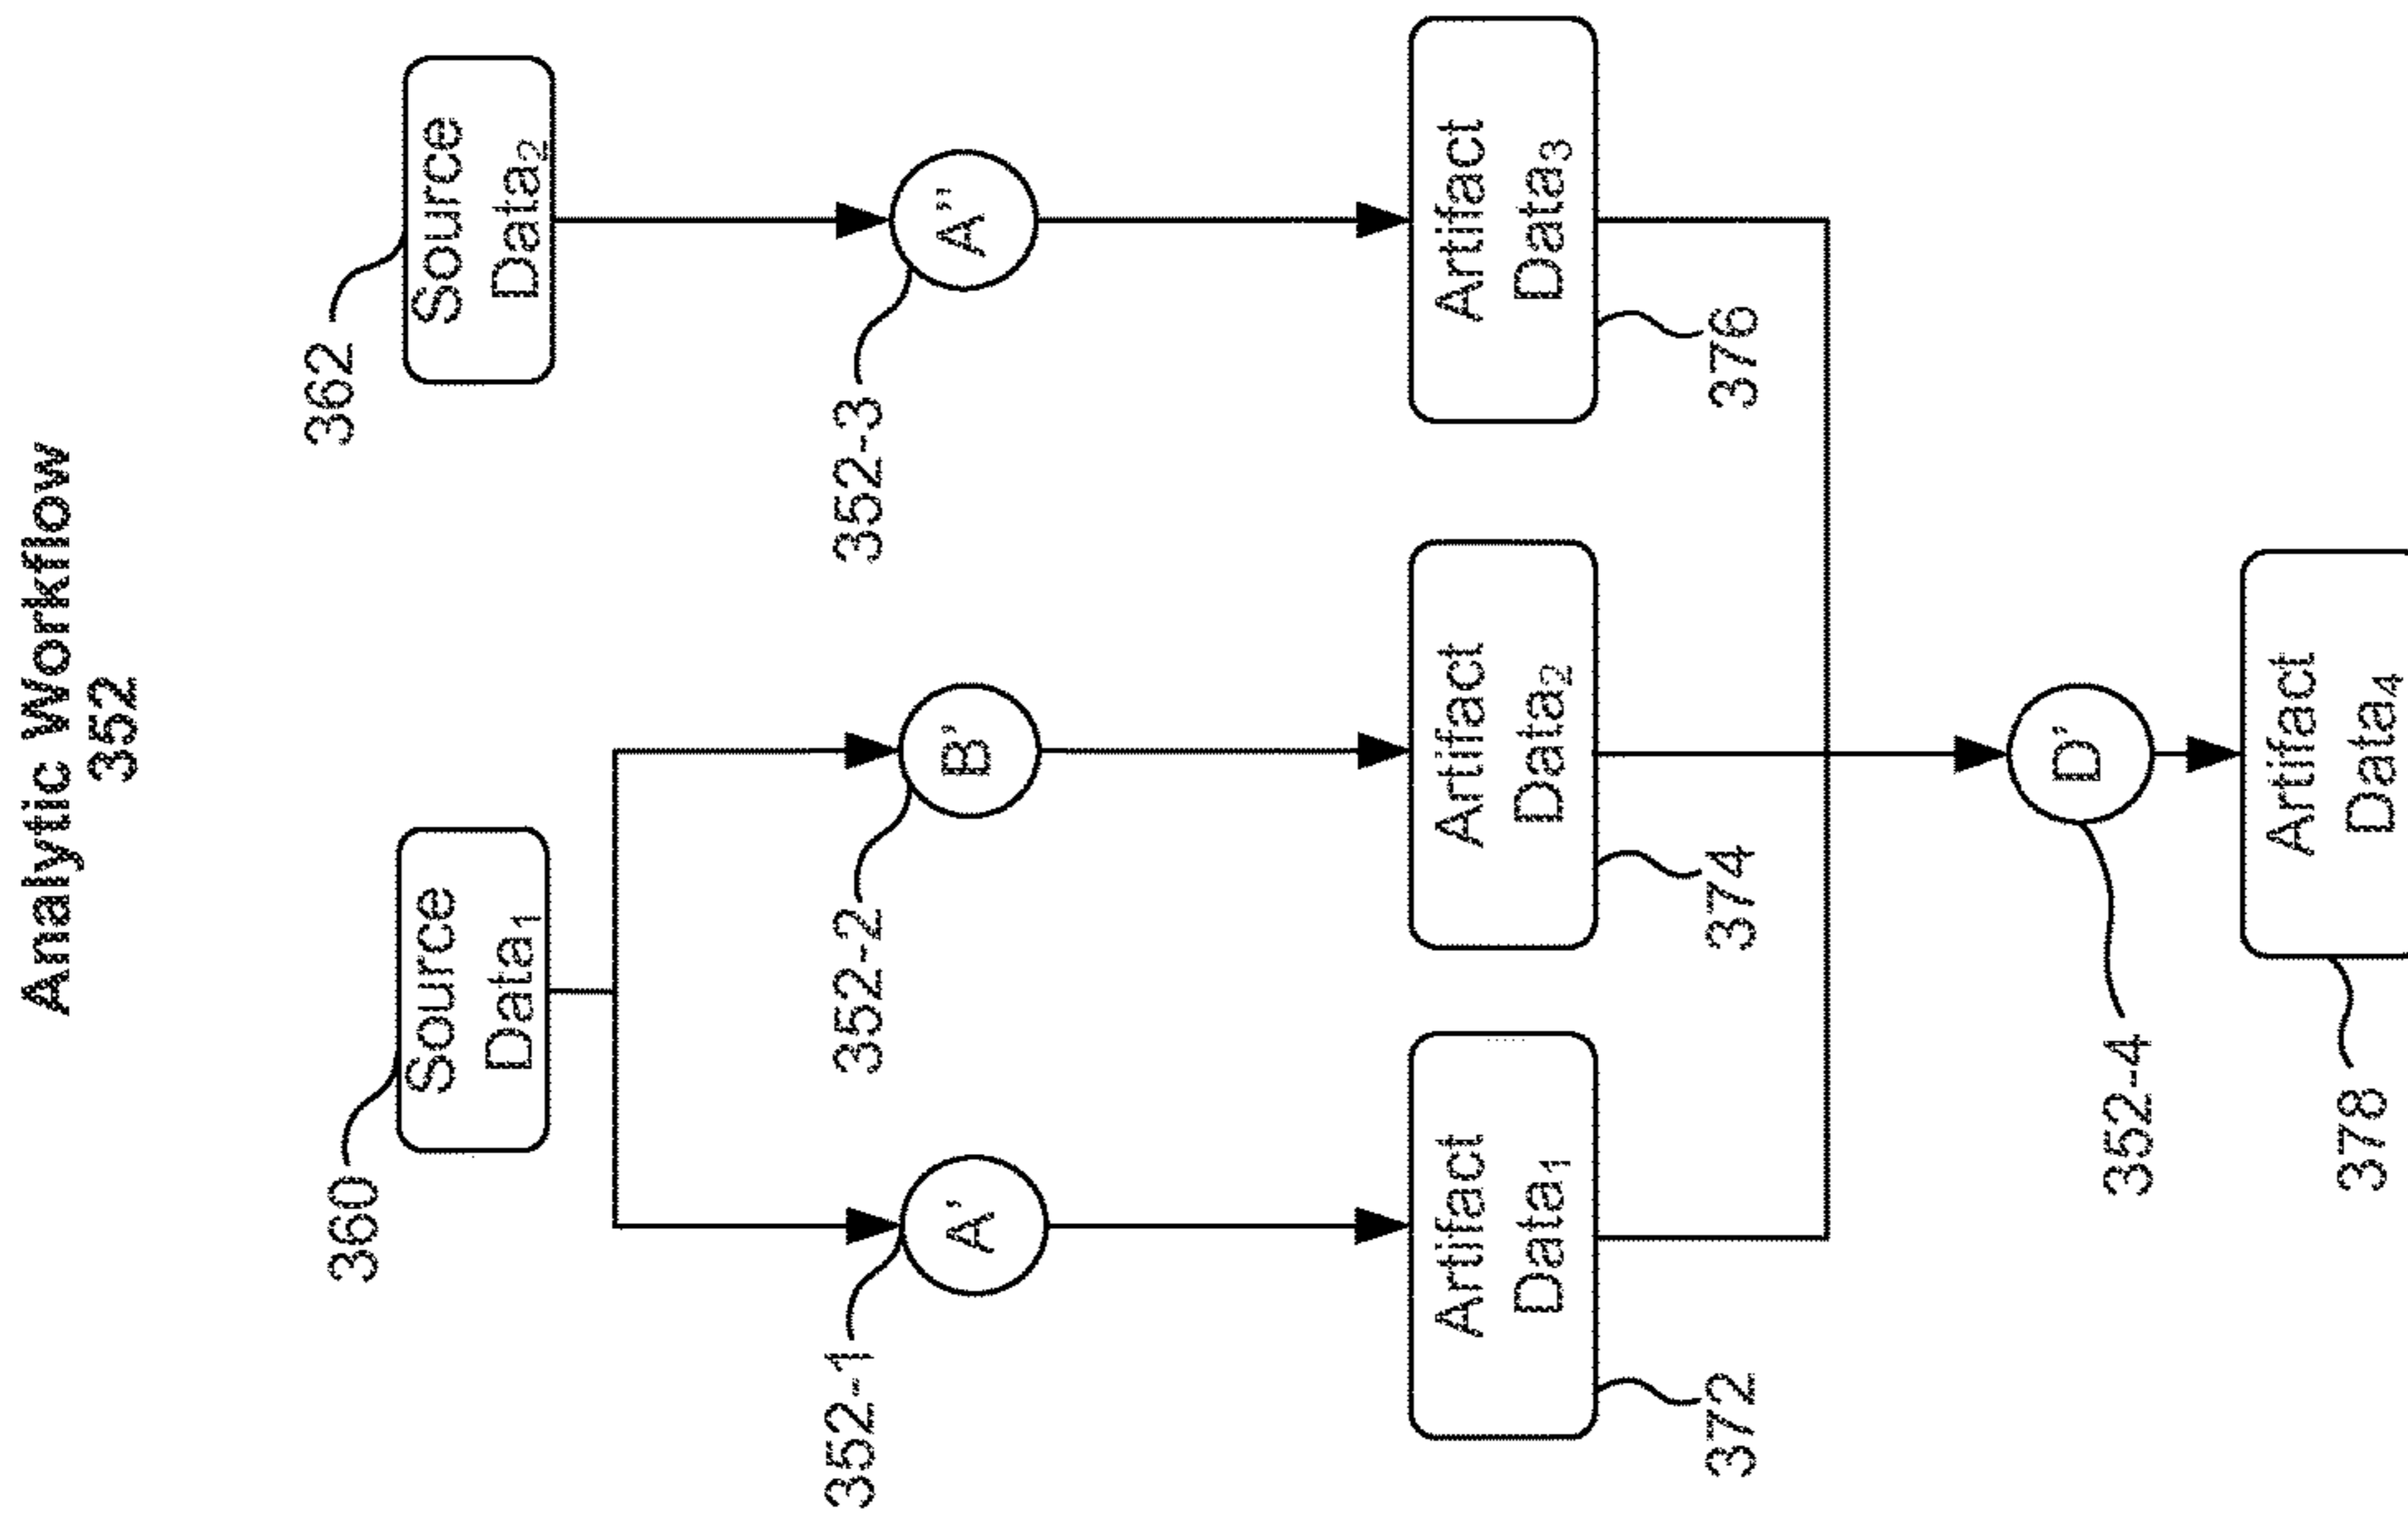 Analytic Workflow
352
360
Source
Data₁
362
Source
Data₂
352-1
A'
352-2
B'
352-3
A''
Artifact
Data₁
372
Artifact
Data₂
374
Artifact
Data₃
376
352-4
D'
Artifact
Data₄
378